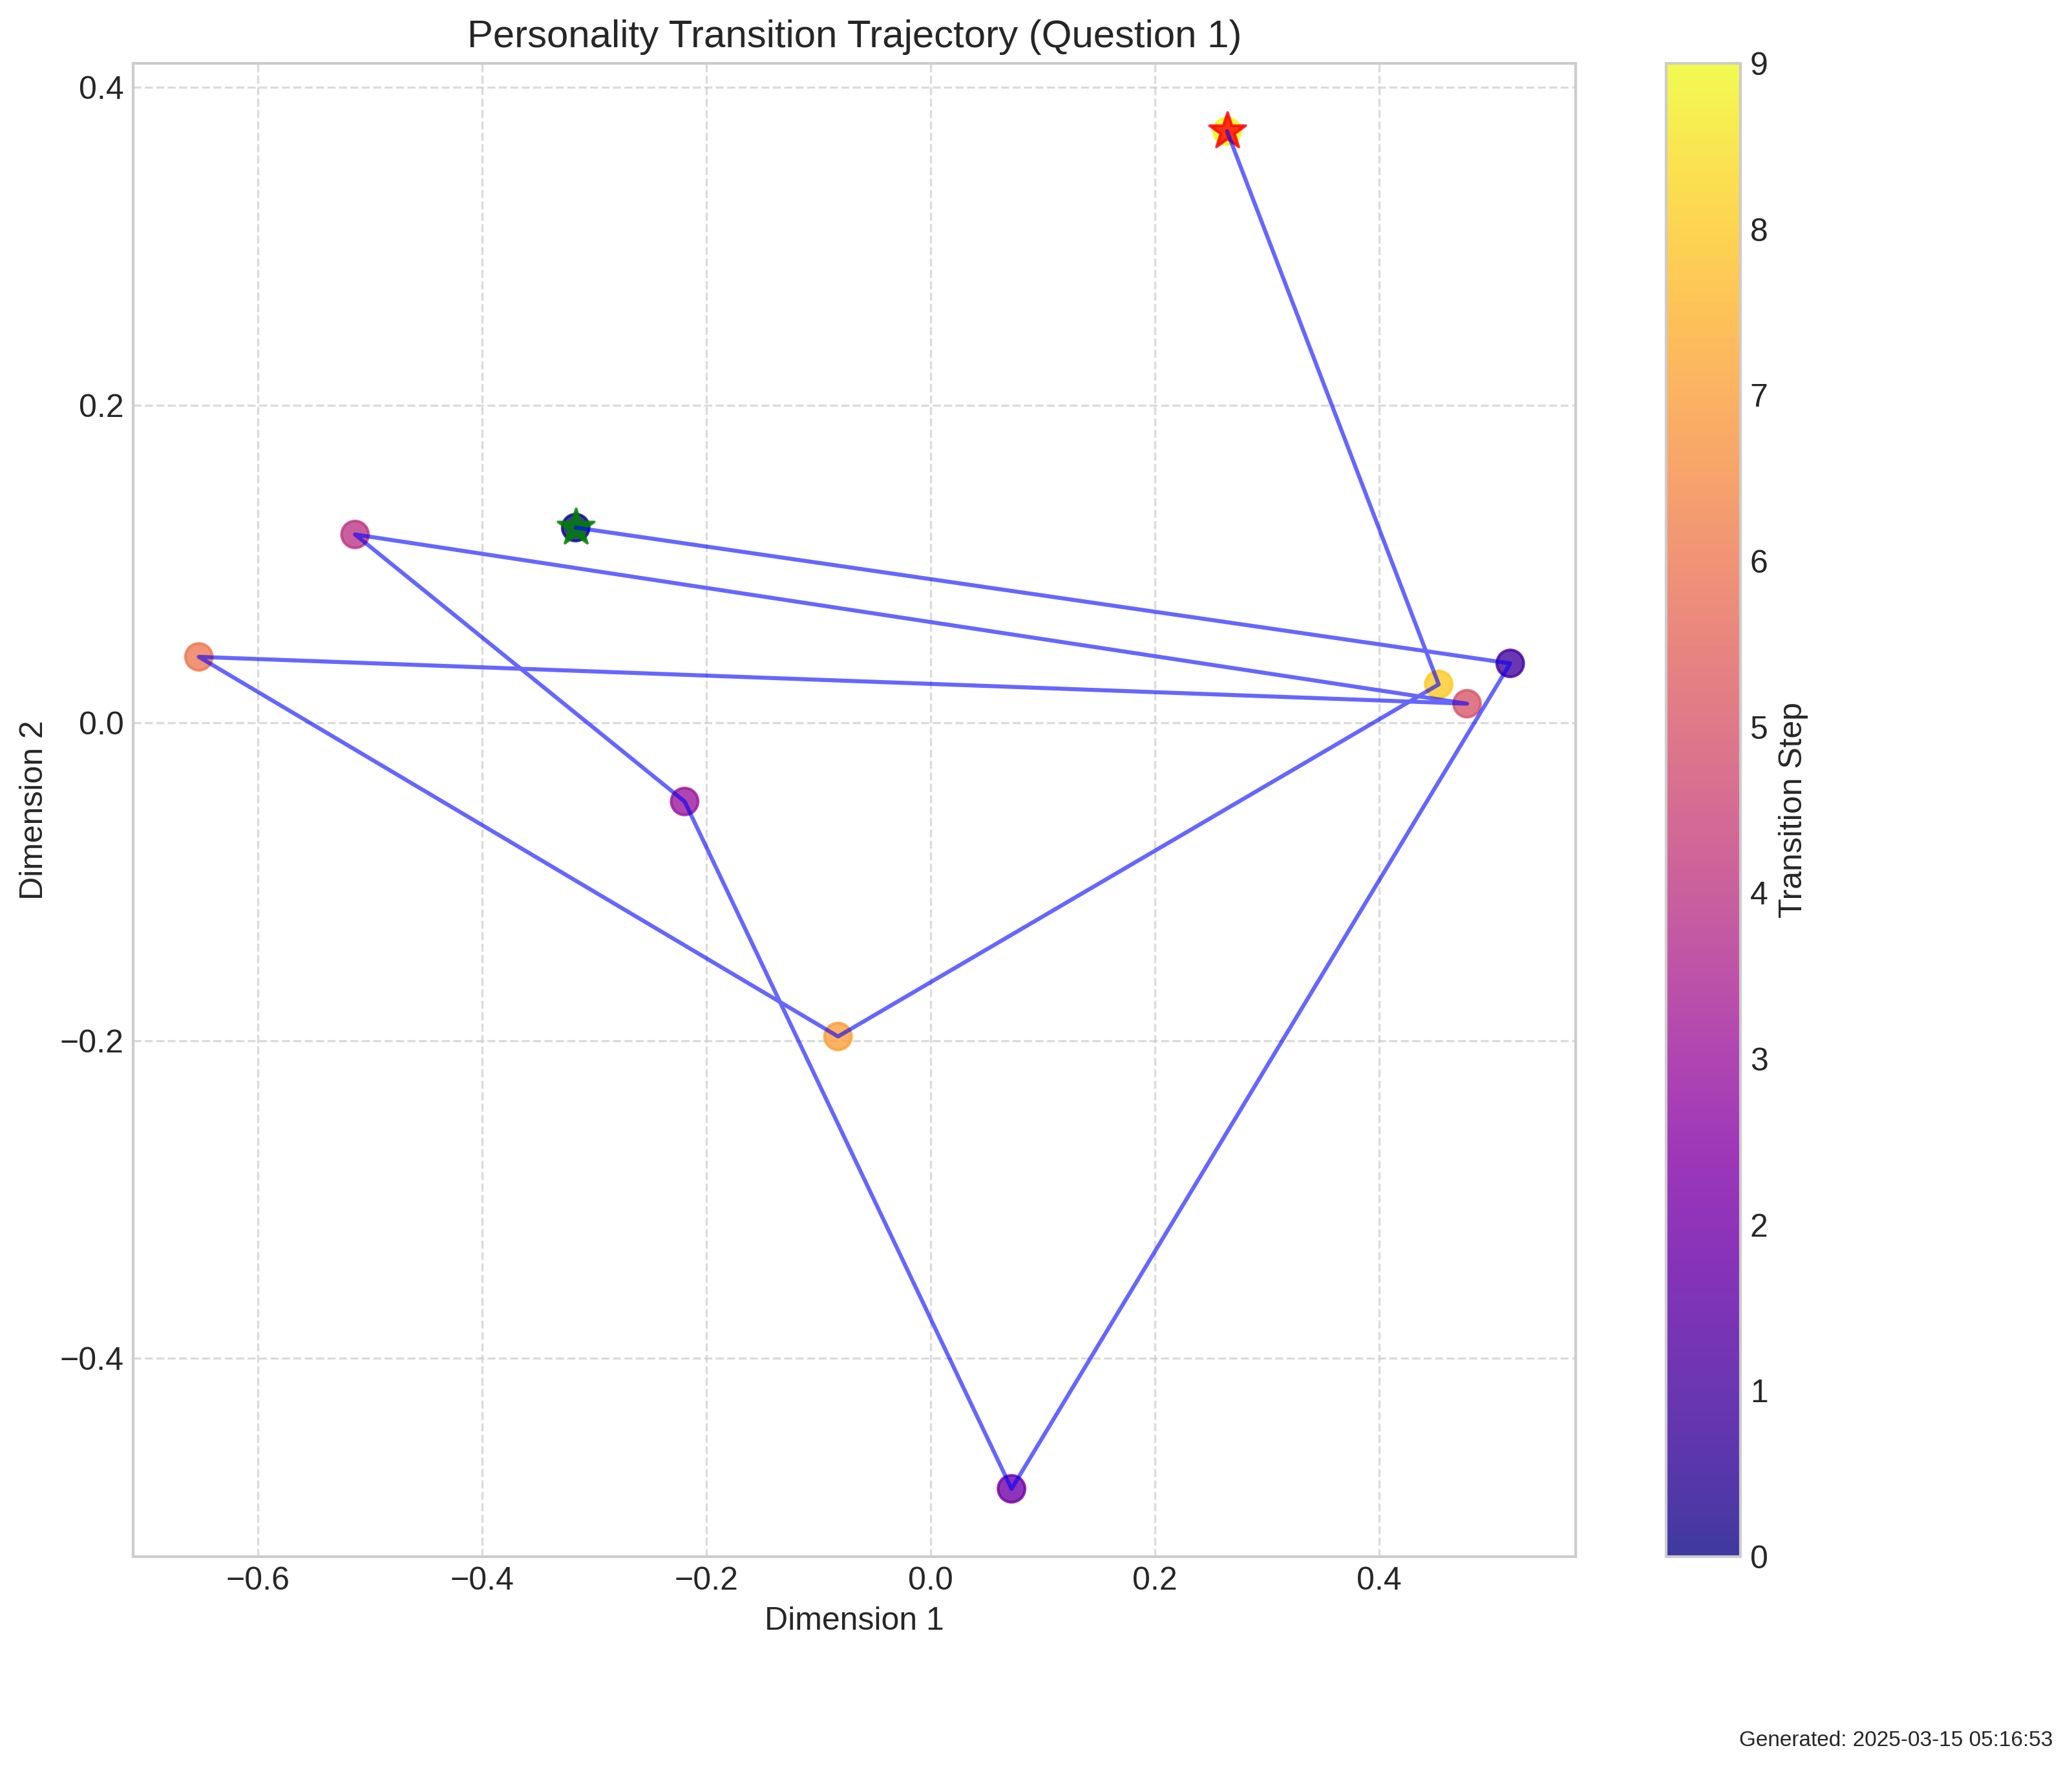 Personality Transition Trajectory (Question 1)
0.4
0.2
0.0
−0.2
−0.4
Dimension 2
−0.6 −0.4 −0.2 0.0 0.2 0.4
Dimension 1
9
8
7
6
5
4
3
2
1
0
Transition Step
Generated: 2025-03-15 05:16:53